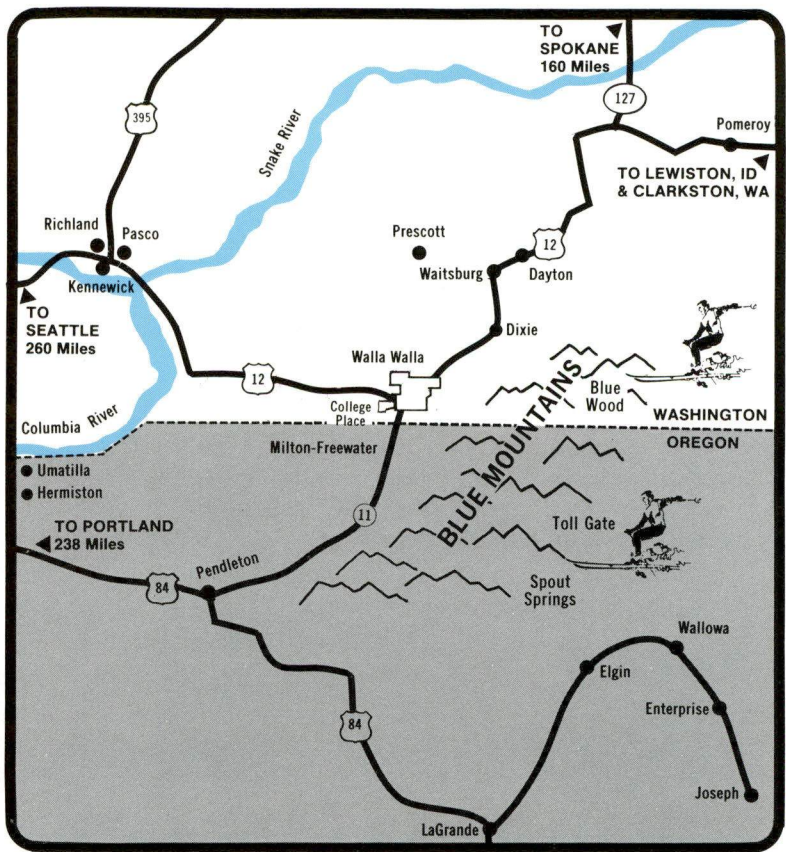 TO
SPOKANE
160 Miles
127
395
Snake River
Pomeroy
TO LEWISTON, ID
& CLARKSTON, WA
Richland
Pasco
Prescott
12
Kennewick
Waitsburg
Dayton
TO
SEATTLE
260 Miles
Dixie
Walla Walla
12
Blue
Wood
College
Place
Columbia River
WASHINGTON
OREGON
Milton-Freewater
BLUE MOUNTAINS
Umatilla
Hermiston
11
Toll Gate
TO PORTLAND
238 Miles
Pendleton
84
Spout
Springs
Wallowa
Elgin
Enterprise
84
Joseph
LaGrande